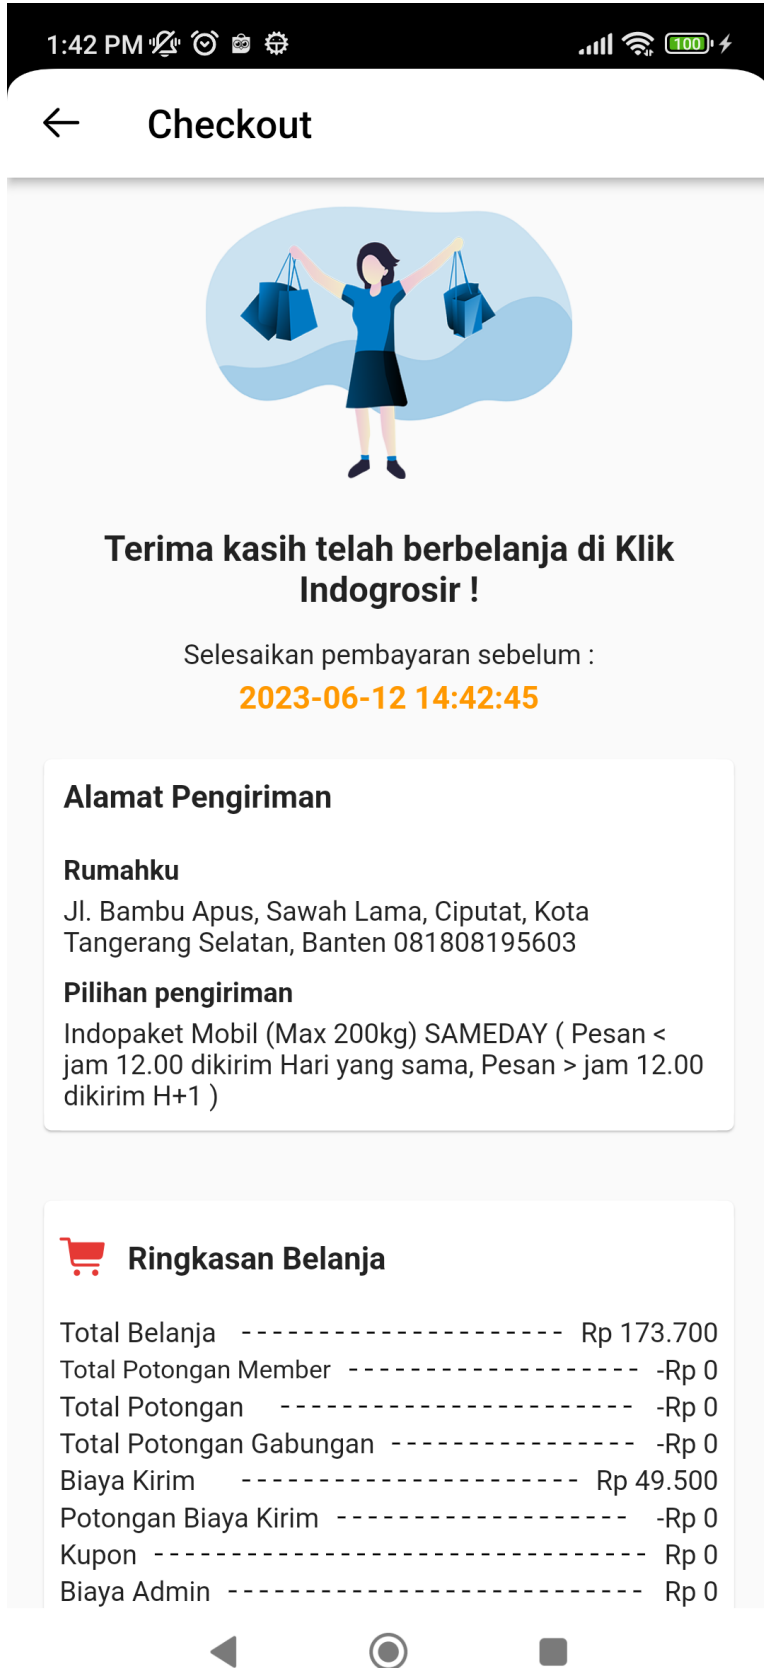 1:42 PM
100
Checkout
Terima kasih telah berbelanja di Klik
Indogrosir !
Selesaikan pembayaran sebelum :
2023-06-12 14:42:45
Alamat Pengiriman
Rumahku
Jl. Bambu Apus, Sawah Lama, Ciputat, Kota
Tangerang Selatan, Banten 081808195603
Pilihan pengiriman
Indopaket Mobil (Max 200kg) SAMEDAY ( Pesan <
jam 12.00 dikirim Hari yang sama, Pesan > jam 12.00
dikirim H+1 )
Ringkasan Belanja
Total Belanja --------------------- Rp 173.700
Total Potongan Member ------------------- -Rp 0
Total Potongan ----------------------- -Rp 0
Total Potongan Gabungan ---------------- -Rp 0
Biaya Kirim ---------------------- Rp 49.500
Potongan Biaya Kirim ------------------- -Rp 0
Kupon -------------------------------- Rp 0
Biaya Admin --------------------------- Rp 0